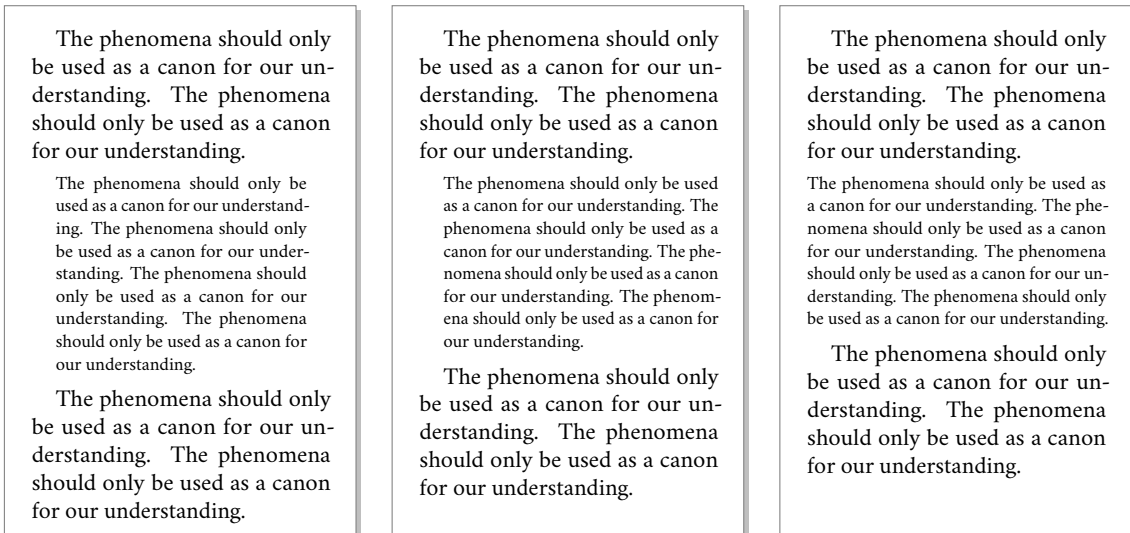 The phenomena should only
be used as a canon for our un-
derstanding. The phenomena
should only be used as a canon
for our understanding.
The phenomena should only be
used as a canon for our understand-
ing. The phenomena should only
be used as a canon for our under-
standing. The phenomena should
only be used as a canon for our
understanding. The phenomena
should only be used as a canon for
our understanding.
The phenomena should only
be used as a canon for our un-
derstanding. The phenomena
should only be used as a canon
for our understanding.
The phenomena should only
be used as a canon for our un-
derstanding. The phenomena
should only be used as a canon
for our understanding.
The phenomena should only be used
as a canon for our understanding. The
phenomena should only be used as a
canon for our understanding. The phe-
nomena should only be used as a canon
for our understanding. The phenom-
ena should only be used as a canon for
our understanding.
The phenomena should only
be used as a canon for our un-
derstanding. The phenomena
should only be used as a canon
for our understanding.
The phenomena should only
be used as a canon for our un-
derstanding. The phenomena
should only be used as a canon
for our understanding.
The phenomena should only be used as
a canon for our understanding. The phe-
nomena should only be used as a canon
for our understanding. The phenomena
should only be used as a canon for our un-
derstanding. The phenomena should only
be used as a canon for our understanding.
The phenomena should only
be used as a canon for our un-
derstanding. The phenomena
should only be used as a canon
for our understanding.